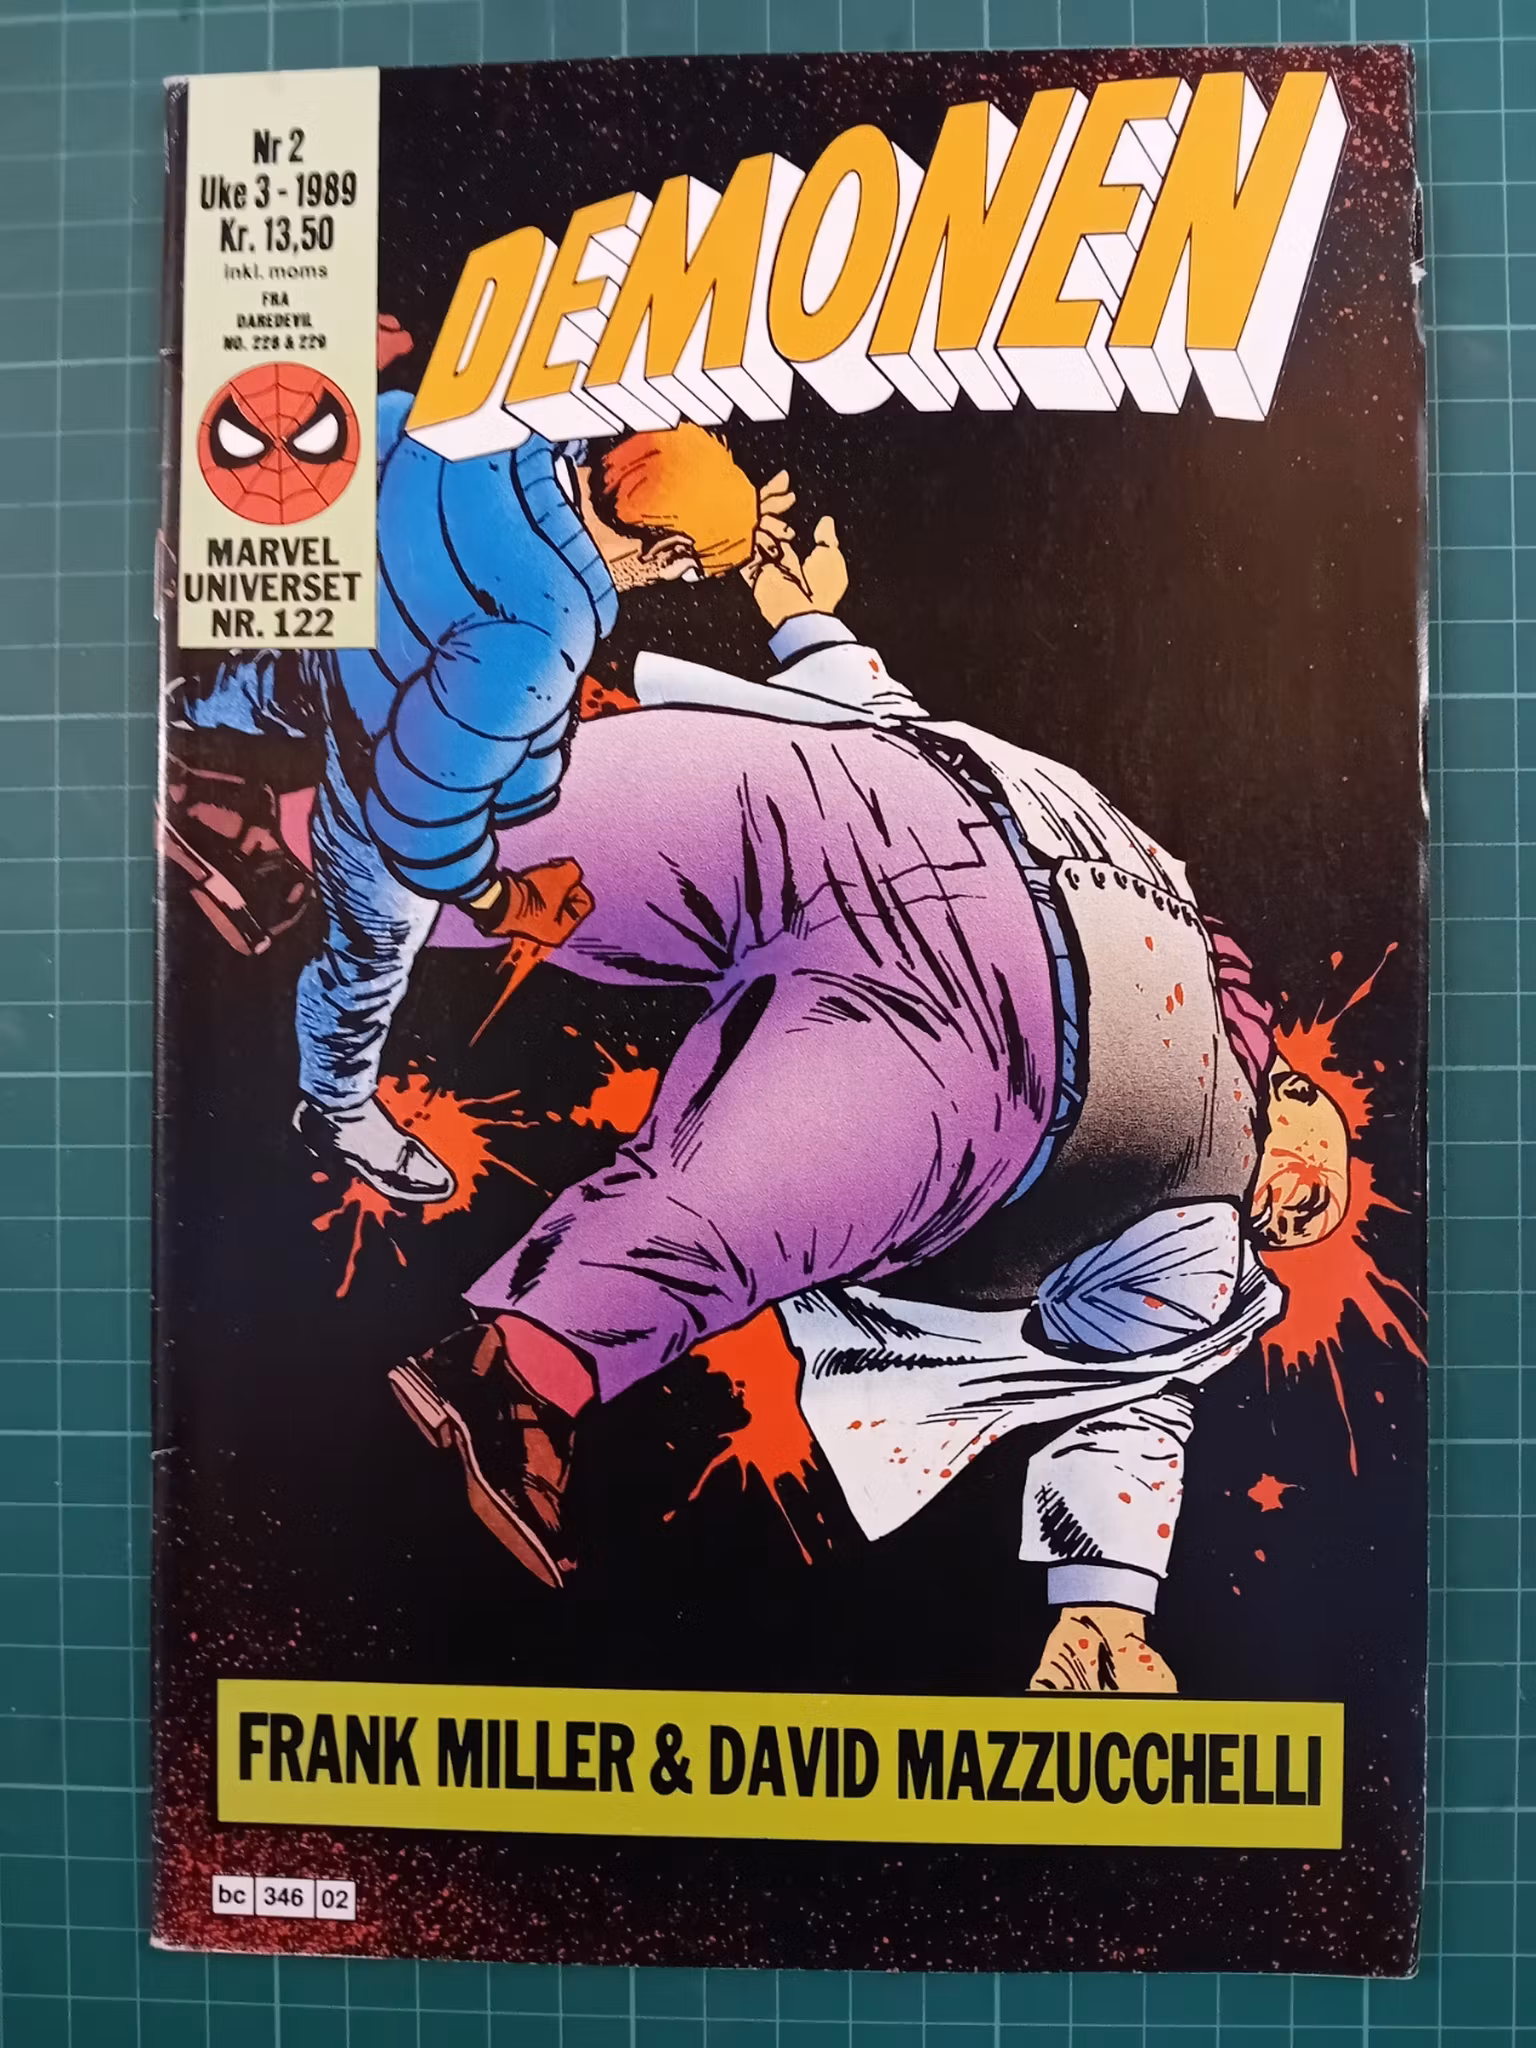 Nr 2
Uke 3 - 1989
Kr. 13,50
inkl. moms
FRA
DAREDEVIL
NO. 228 & 229
MARVEL
UNIVERSET
NR. 122
DEMONEN
FRANK MILLER & DAVID MAZZUCCHELLI
bc 346 02